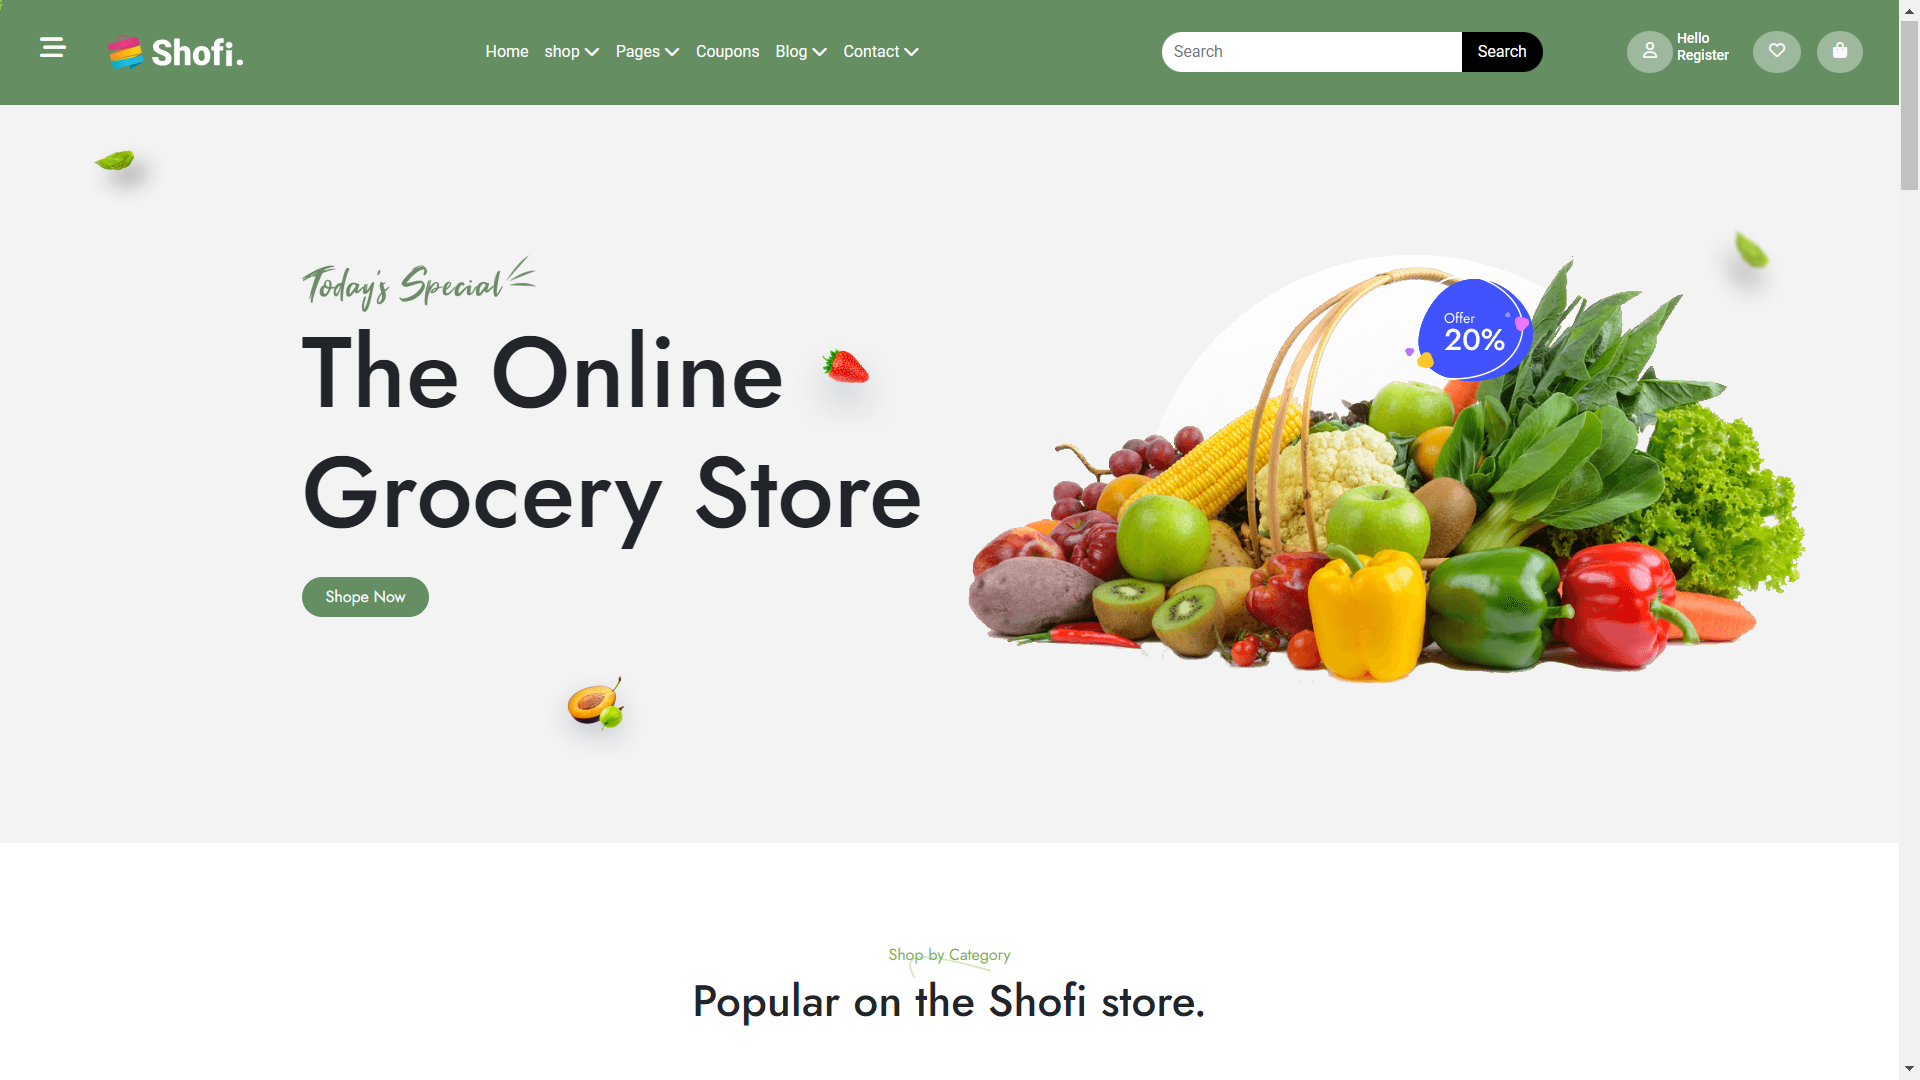 Shofi.
Home shop Pages Coupons Blog Contact
Search Search
Hello
Register
Today's Special
The Online
Grocery Store
Shope Now
Offer
20%
Shop by Category
Popular on the Shofi store.